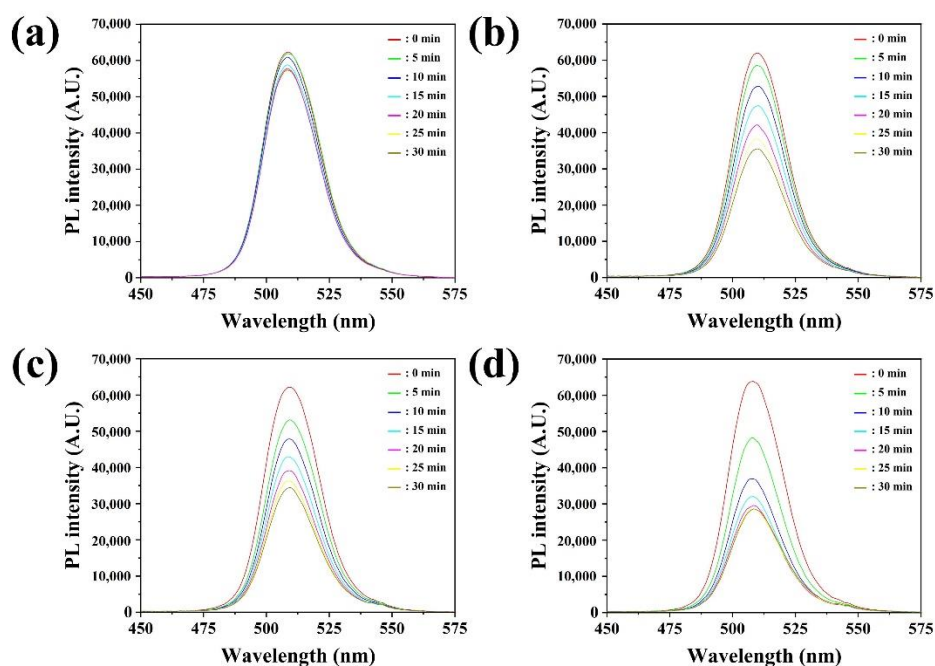 (a)
PL intensity (A.U.)
70,000
60,000
50,000
40,000
30,000
20,000
10,000
0
: 0 min
: 5 min
: 10 min
: 15 min
: 20 min
: 25 min
: 30 min
450 475 500 525 550 575
Wavelength (nm)
(b)
PL intensity (A.U.)
70,000
60,000
50,000
40,000
30,000
20,000
10,000
0
: 0 min
: 5 min
: 10 min
: 15 min
: 20 min
: 25 min
: 30 min
450 475 500 525 550 575
Wavelength (nm)
(c)
PL intensity (A.U.)
70,000
60,000
50,000
40,000
30,000
20,000
10,000
0
: 0 min
: 5 min
: 10 min
: 15 min
: 20 min
: 25 min
: 30 min
450 475 500 525 550 575
Wavelength (nm)
(d)
PL intensity (A.U.)
70,000
60,000
50,000
40,000
30,000
20,000
10,000
0
: 0 min
: 5 min
: 10 min
: 15 min
: 20 min
: 25 min
: 30 min
450 475 500 525 550 575
Wavelength (nm)